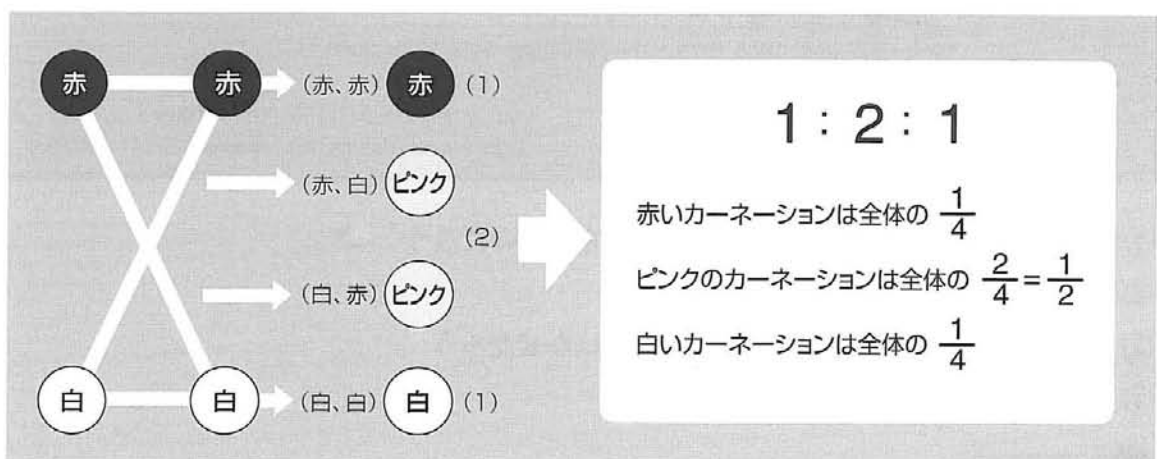 赤 赤 (赤、赤) 赤 (1)
(赤、白) ピンク
(2)
(白、赤) ピンク
白 白 (白、白) 白 (1)
1 : 2 : 1
赤いカーネーションは全体の 1/4
ピンクのカーネーションは全体の 2/4 = 1/2
白いカーネーションは全体の 1/4